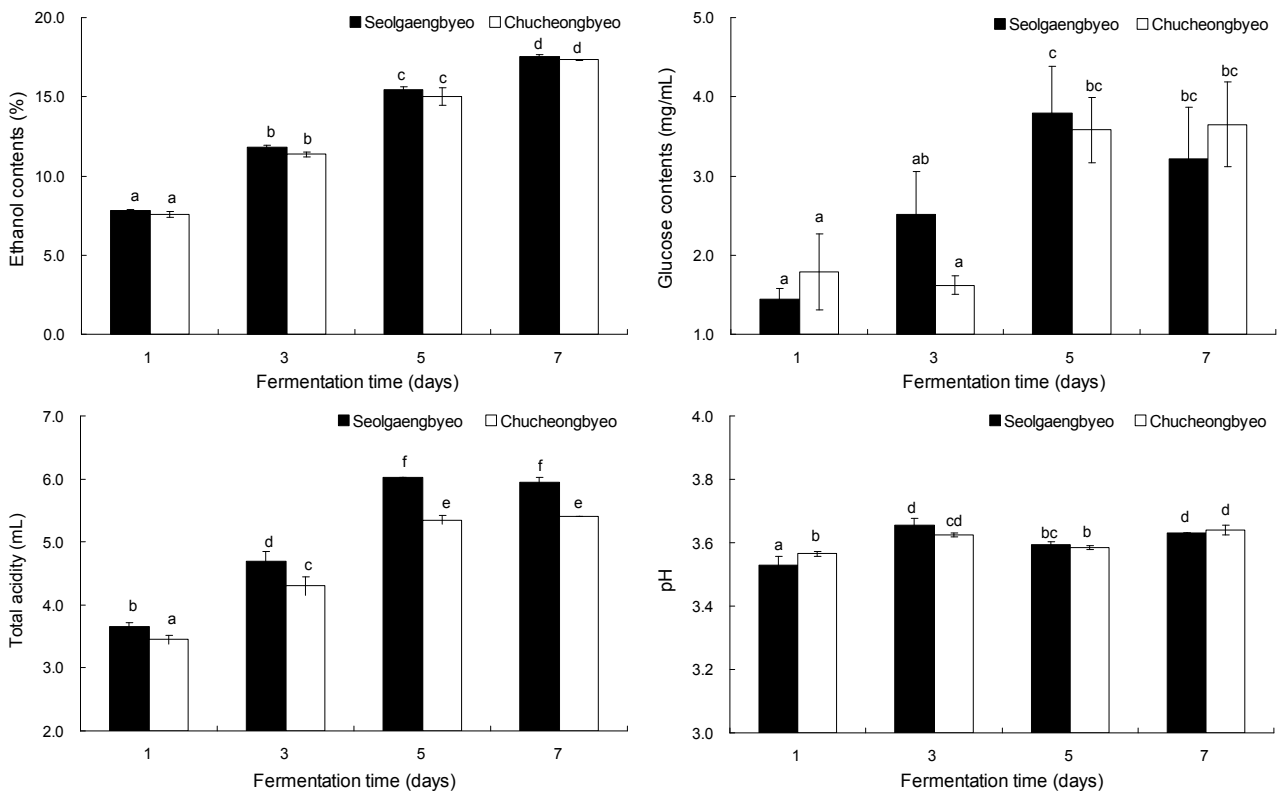 Seolgaengbyeo Chucheongbyeo
Ethanol contents (%)
20.0
15.0
10.0
5.0
0.0
a a b b c c d d
1 3 5 7
Fermentation time (days)
Seolgaengbyeo Chucheongbyeo
Glucose contents (mg/mL)
5.0
4.0
3.0
2.0
1.0
a a ab a c bc bc bc
1 3 5 7
Fermentation time (days)
Seolgaengbyeo Chucheongbyeo
Total acidity (mL)
7.0
6.0
5.0
4.0
3.0
2.0
b a d c f e f e
1 3 5 7
Fermentation time (days)
Seolgaengbyeo Chucheongbyeo
pH
4.0
3.8
3.6
3.4
3.2
3.0
a b d cd bc b d d
1 3 5 7
Fermentation time (days)